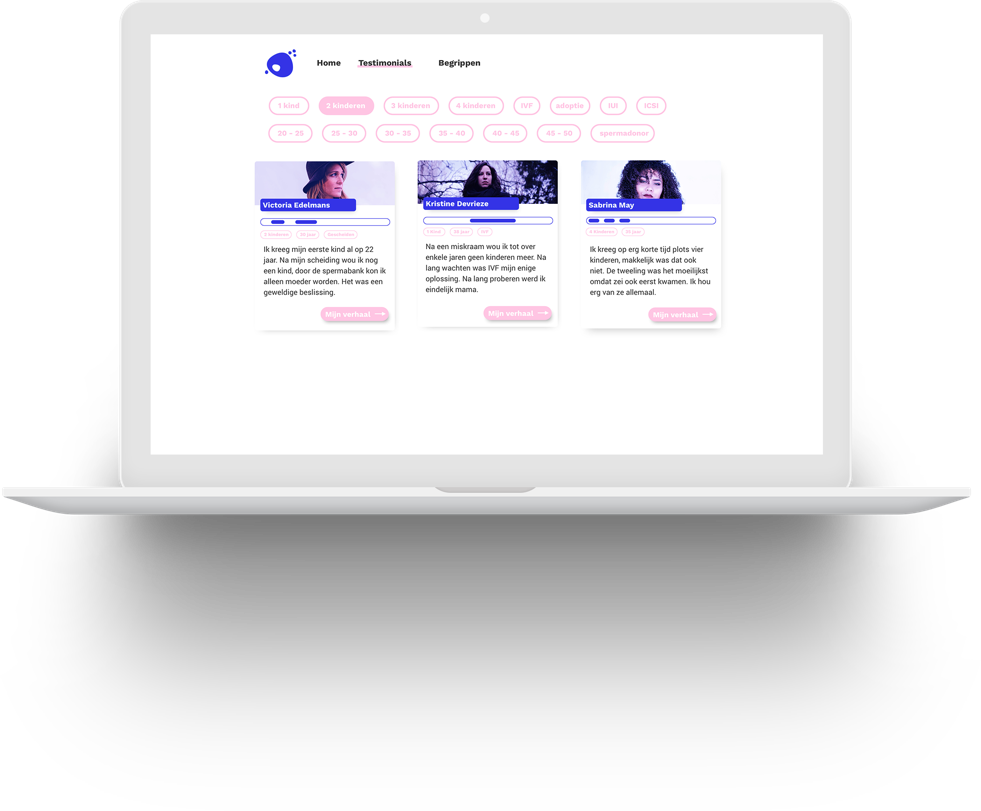 Home Testimonials Begrippen
1 kind 2 kinderen 3 kinderen 4 kinderen IVF adoptie IUI ICSI
20 - 25 25 - 30 30 - 35 35 - 40 40 - 45 45 - 50 spermadonor
Victoria Edelmans
Ik kreeg mijn eerste kind al op 22
jaar. Na mijn scheiding wou ik nog
een kind, door de spermabank kon ik
alleen moeder worden. Het was een
geweldige beslissing.
Mijn verhaal
Kristine Devrieze
1 Kind IVF
Na een miskraam wou ik tot over
enkele jaren geen kinderen meer. Na
lang wachten was IVF mijn enige
oplossing. Na lang proberen werd ik
eindelijk mama.
Mijn verhaal
Sabrina May
4 Kinderen
Ik kreeg op erg korte tijd plots vier
kinderen, makkelijk was dat ook
niet. De tweeling was het moeilijkst
omdat zei ook eerst kwamen. Ik hou
erg van ze allemaal.
Mijn verhaal